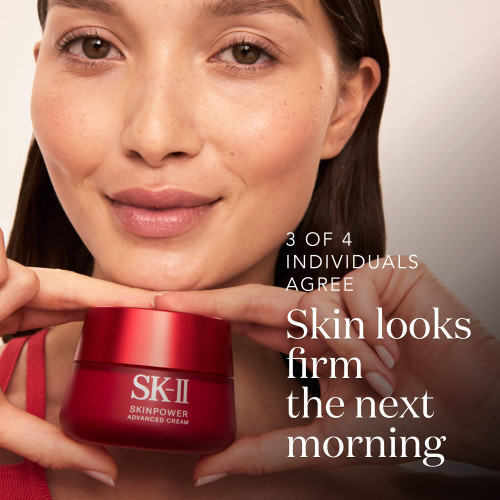 3 OF 4
INDIVIDUALS
AGREE
Skin looks
firm
the next
morning
SK-II
SKINPOWER
ADVANCED CREAM